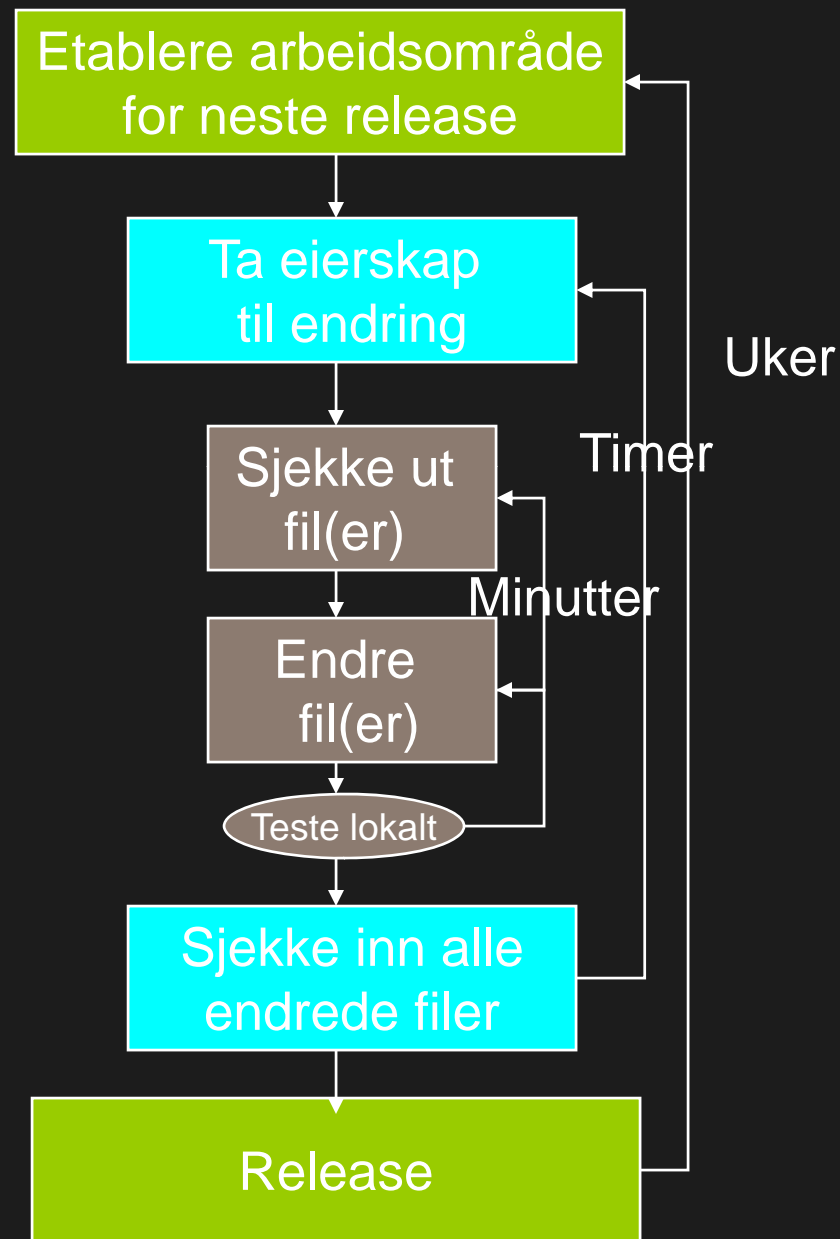 Etablere arbeidsområde
for neste release
Ta eierskap
til endring
Uker
Timer
Sjekke ut
fil(er)
Minutter
Endre
fil(er)
Teste lokalt
Sjekke inn alle
endrede filer
Release